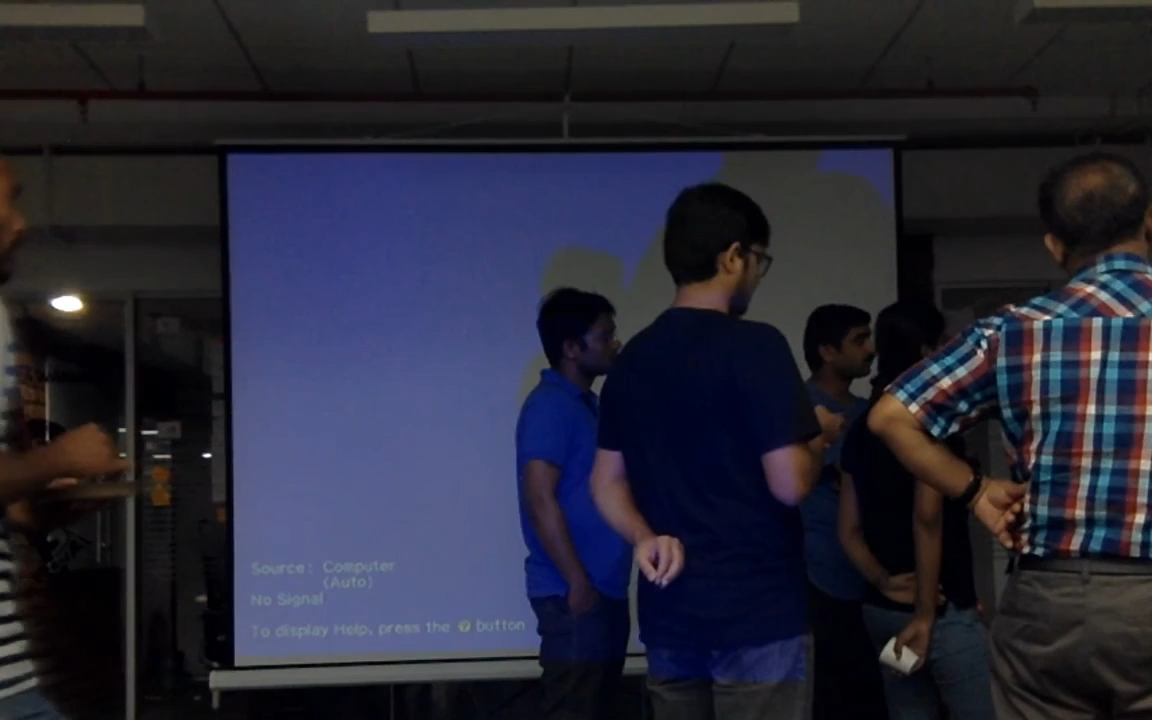 Source: Computer
(Auto)
No Signal
To display Help, press the ? button